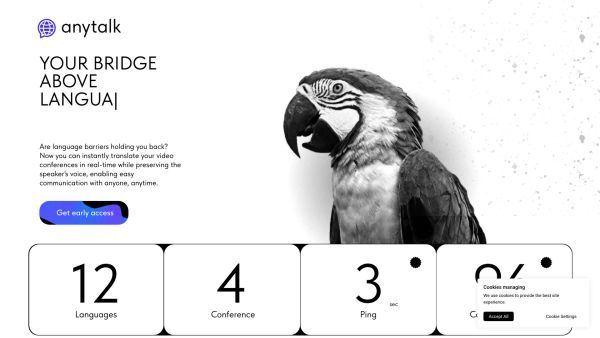 anytalk
YOUR BRIDGE
ABOVE
LANGUA|
Are language barriers holding you back?
Now you can instantly translate your video
conferences in real-time while preserving the
speaker's voice, enabling easy
communication with anyone, anytime.
Get early access
12
Languages
4
Conference
3
sec
Ping
Cookies managing
We use cookies to provide the best site
experience.
Accept All
Cookie Settings